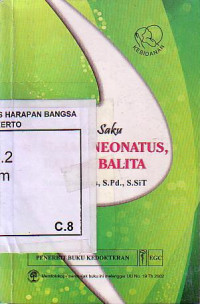 KEBIDANAN
S HARAPAN BANGSA
ERTO
Saku
.2
NEONATUS,
m
BALITA
s, S.Pd., S.SiT
C.8
PENERBIT BUKU KEDOKTERAN
EGC